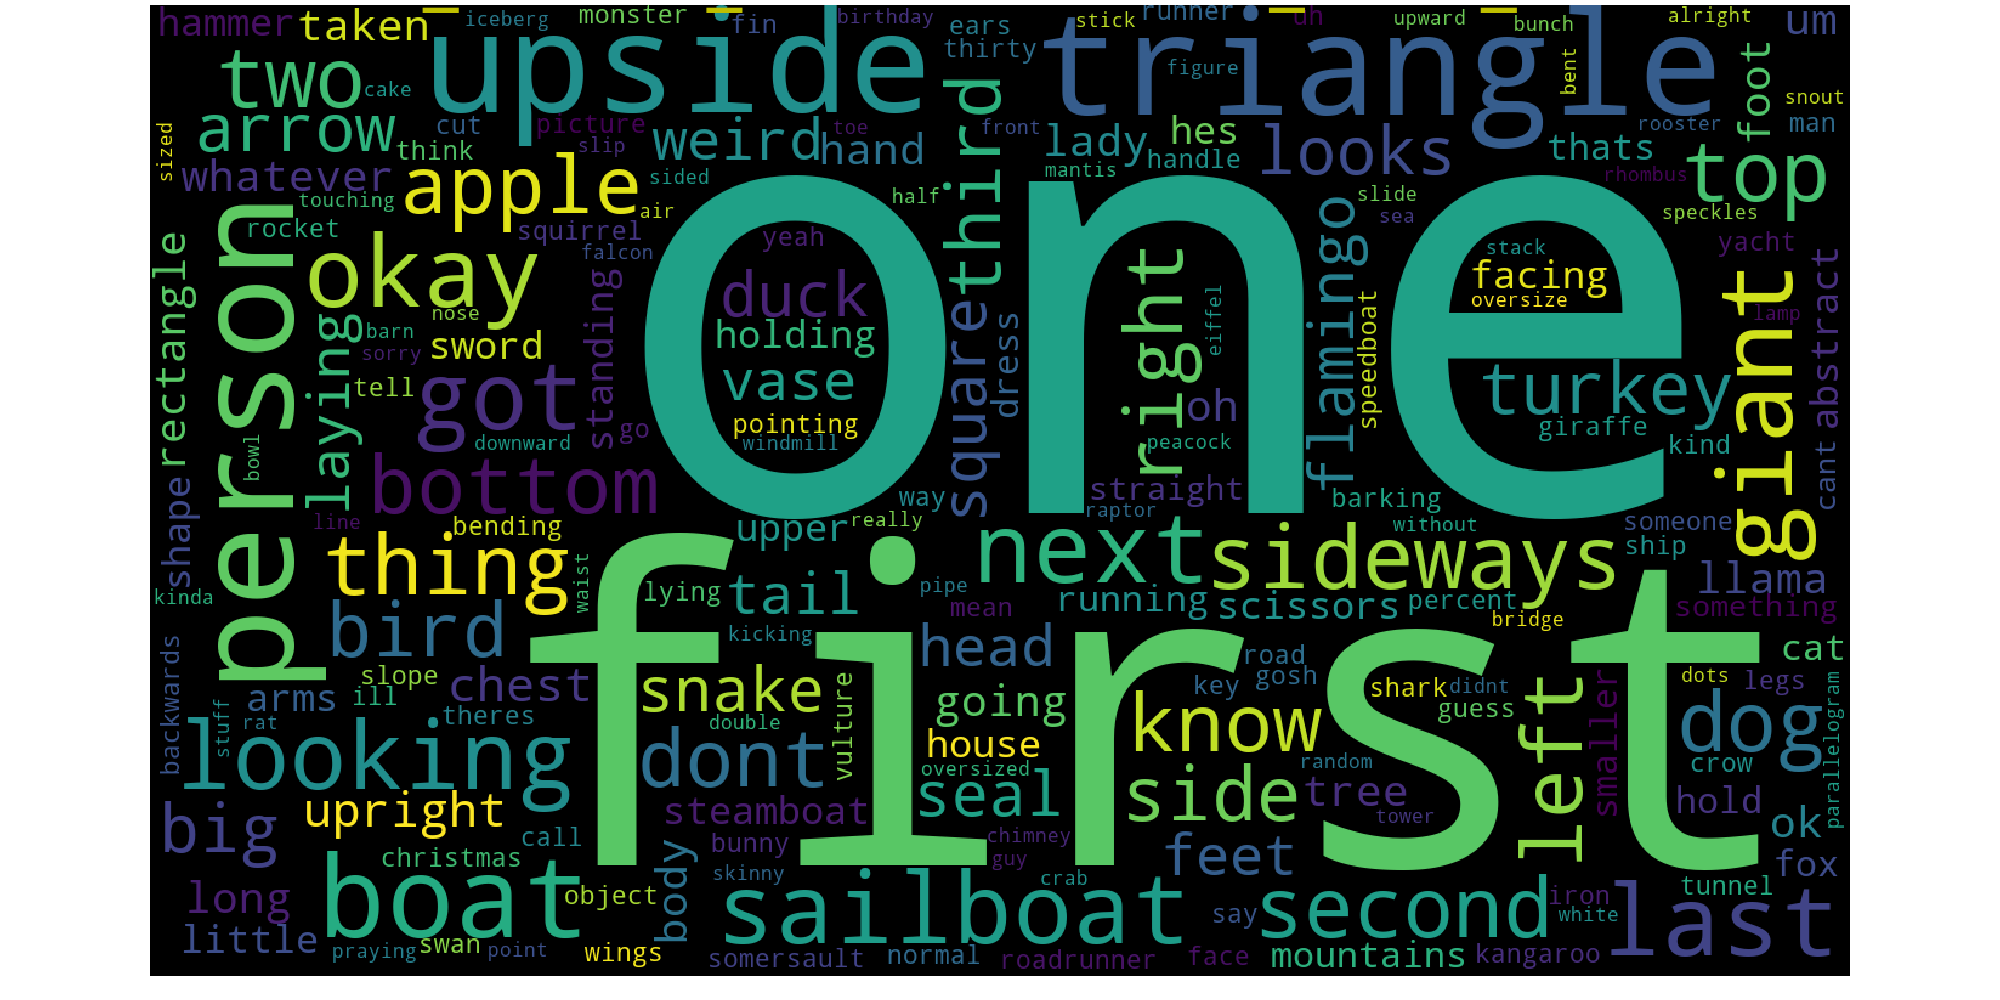 hammer
taken
iceberg
monster
fin
birthday
ears
stick
runner
uh
upward
bunch
alright
um
two
cake
upside
thirty
triangle
figure
bent
foot
snout
man
arrow
cut
picture
toe
slip
weird
hand
third
front
lady
hes
handle
mantis
looks
thats
rooster
rhombus
top
sized
think
whatever
touching
apple
sided
air
half
slide
sea
speckles
person
rocket
squirrel
falcon
yeah
one
flamingo
stack
facing
oversize
yacht
giant
abstract
rectangle
okay
nose
barn
sorry
laying
sword
standing
duck
holding
vase
pointing
windmill
square
dress
right
eiffel
oh
peacock
speedboat
turkey
giraffe
kind
lamp
cant
tell
got
go
downward
bowl
bottom
line
way
straight
raptor
barking
without
someone
ship
shape
bending
upper
really
next
sideways
llama
kinda
thing
waist
lying
tail
pipe
mean
running
scissors
percent
bridge
something
bird
kicking
head
first
cat
backwards
slope
chest
snake
going
road
gosh
key
shark
didnt
guess
left
smaller
dots
legs
arms
ill
theres
rat
stuff
looking
double
vulture
dont
house
oversized
know
random
dog
crow
parallelogram
big
upright
call
steamboat
seal
side
tree
tower
hold
ok
christmas
bunny
chimney
guy
feet
fox
long
boat
object
body
skinny
sailboat
crab
say
second
iron
white
tunnel
last
little
praying
swan
point
wings
somersault
normal
roadrunner
face
mountains
kangaroo